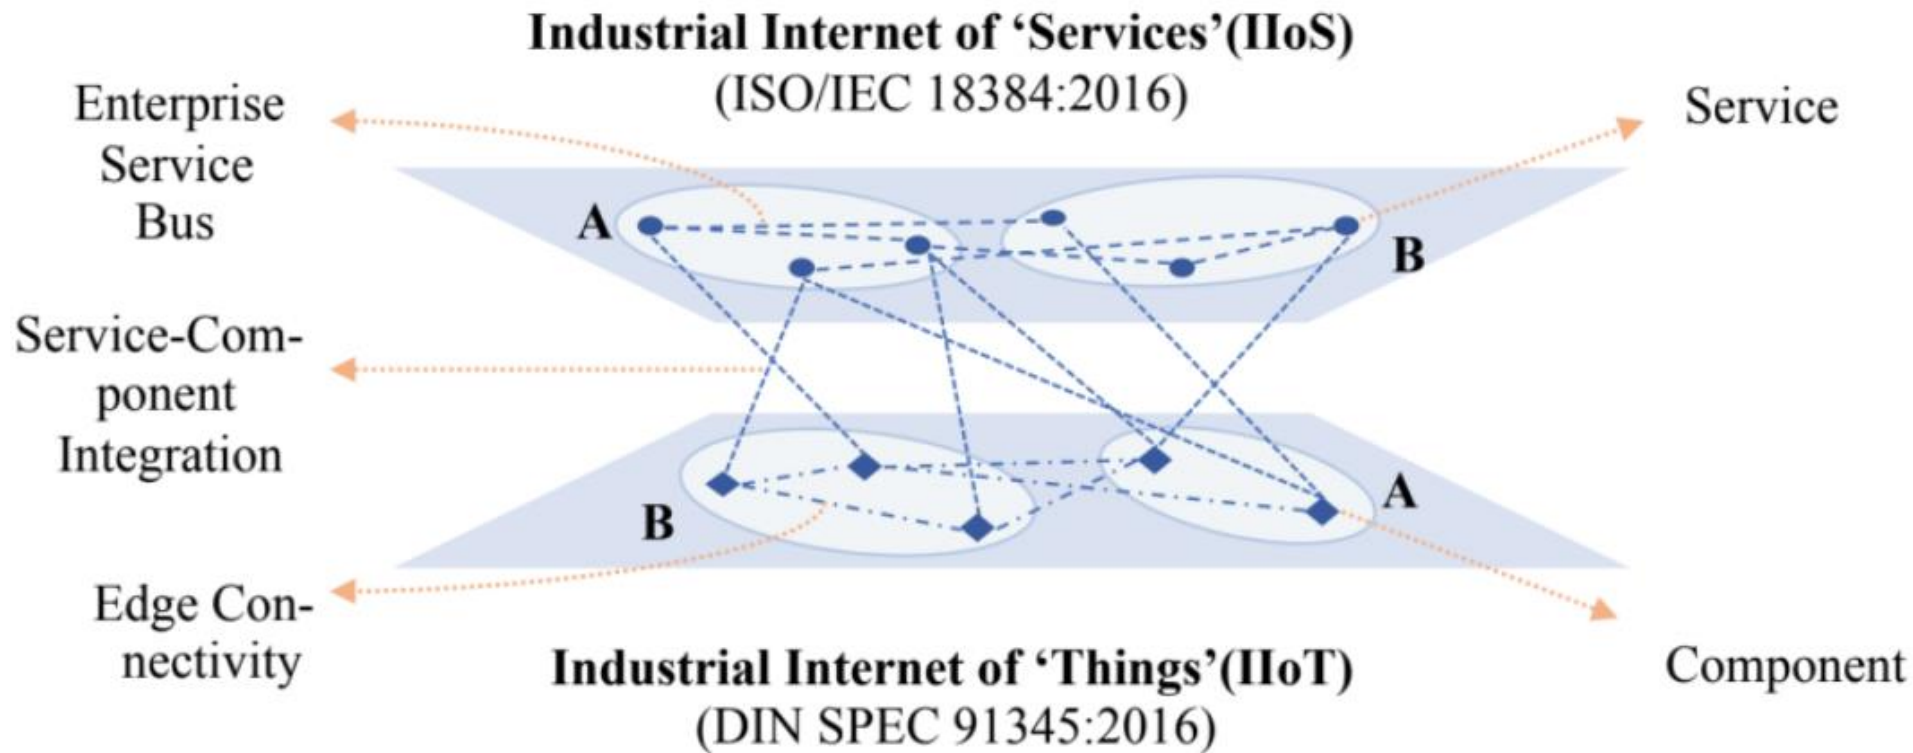 Industrial Internet of ‘Services’(IIoS)
(ISO/IEC 18384:2016)
Enterprise
Service
Bus
Service
A
B
Service-Com-
ponent
Integration
B
A
Edge Con-
nectivity
Component
Industrial Internet of ‘Things’(IIoT)
(DIN SPEC 91345:2016)